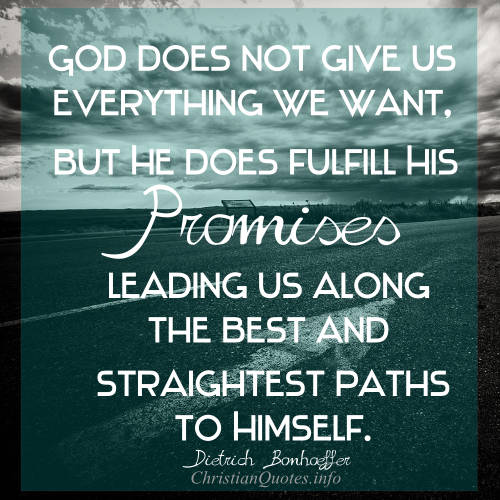 GOD DOES NOT GIVE US
EVERYTHING WE WANT,
BUT HE DOES FULFILL HIS
Promises
LEADING US ALONG
THE BEST AND
STRAIGHTEST PATHS
TO HIMSELF.
Dietrich Bonhoeffer
ChristianQuotes.info